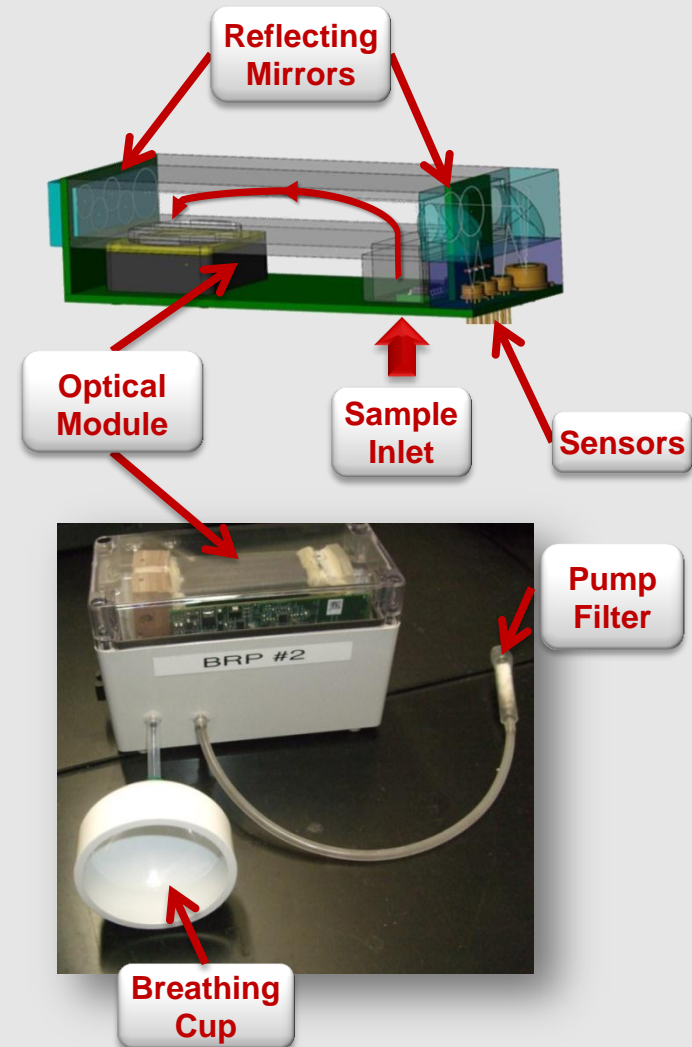 Reflecting
Mirrors
Optical
Module
Sample
Inlet
Sensors
Pump
Filter
BRP #2
Breathing
Cup